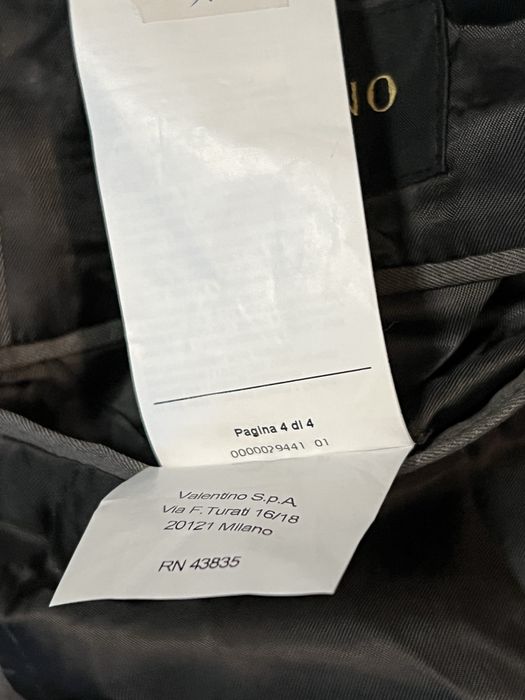 NO
Pagina 4 di 4
0000029441 01
Valentino S.p.A
Via F. Turati 16/18
20121 Milano
RN 43835